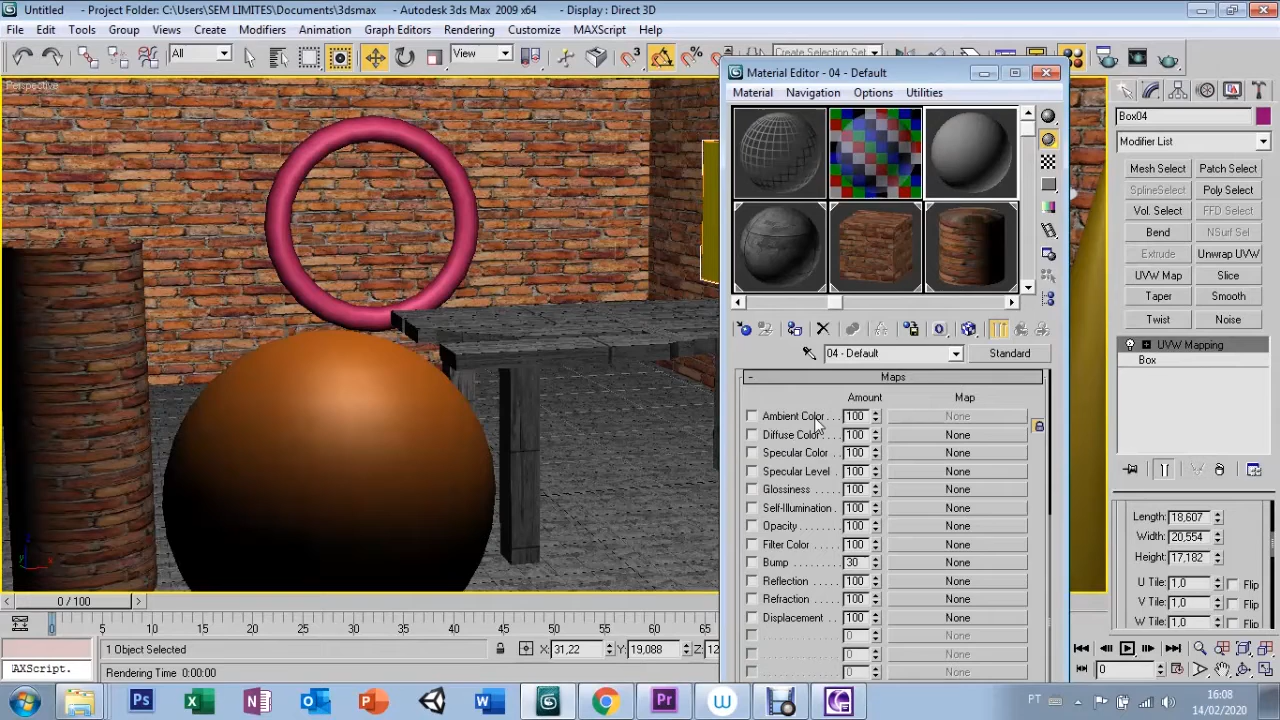 Untitled - Project Folder: C:\Users\SEM LIMITES\Documents\3dsmax - Autodesk 3ds Max 2009 x64 - Display : Direct 3D
File Edit Tools Group Views Create Modifiers Animation Graph Editors Rendering Customize MAXScript Help
All View Create Selection Set
Perspective
Material Editor - 04 - Default
Material Navigation Options Utilities
04 - Default Standard
Maps
Amount Map
Ambient Color . . . 100 None
Diffuse Color . . . 100 None
Specular Color . . 100 None
Specular Level . . 100 None
Glossiness . . . . . 100 None
Self-Illumination . 100 None
Opacity . . . . . . . 100 None
Filter Color . . . . . 100 None
Bump . . . . . . . . 30 None
Reflection . . . . . 100 None
Refraction . . . . . 100 None
Displacement . . . 100 None
0
0
0
Box04
Modifier List
Mesh Select Patch Select
SplineSelect Poly Select
Vol. Select FFD Select
Bend NSurf Sel
Extrude Unwrap UVW
UVW Map Slice
Taper Smooth
Twist Noise
UVW Mapping
Box
Length: 18,607
Width: 20,554
Height: 17,182
U Tile: 1,0 Flip
V Tile: 1,0 Flip
W Tile: 1,0 Flip
0 / 100
0 5 10 15 20 25 30 35 40 45 50 55 60 65
1 Object Selected X: 31,22 Y: 19,088 Z: 12
AXScript. Rendering Time 0:00:00
0
PT 16:08
14/02/2020